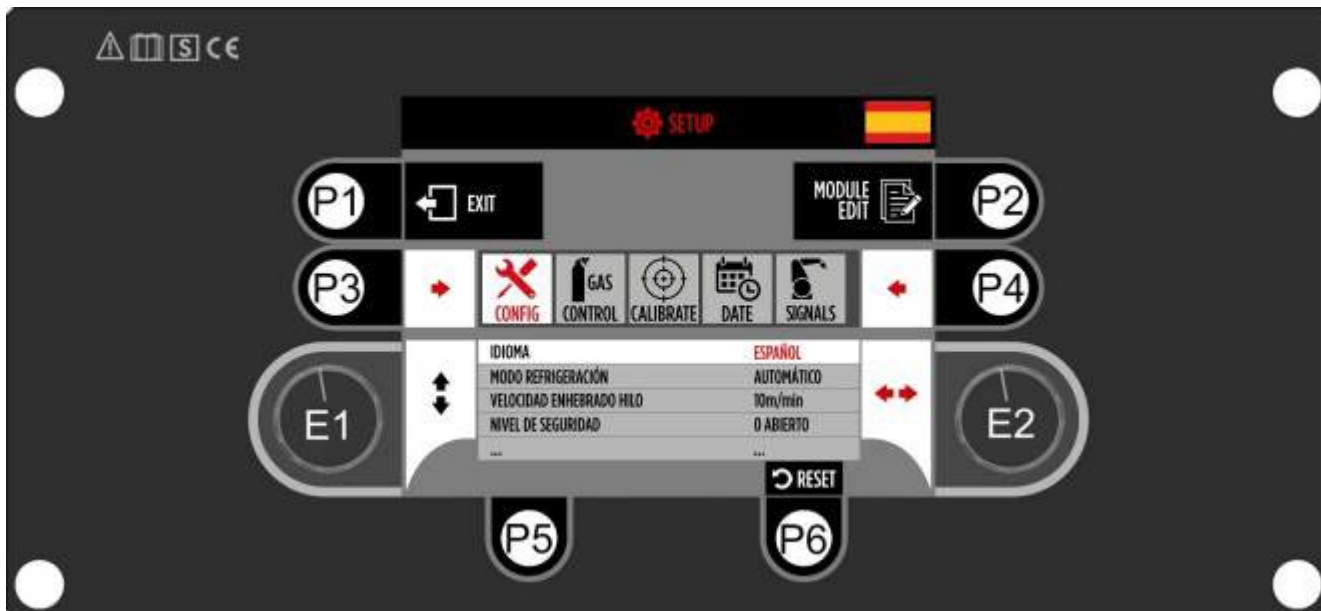 S CE
SETUP
P1
EXIT
MODULE
EDIT
P2
P3
CONFIG
GAS
CONTROL
CALIBRATE
DATE
SIGNALS
P4
E1
IDIOMA ESPAÑOL
MODO REFRIGERACIÓN AUTOMÁTICO
VELOCIDAD ENHEBRADO HILO 10m/min
NIVEL DE SEGURIDAD 0 ABIERTO
... ...
E2
RESET
P5
P6